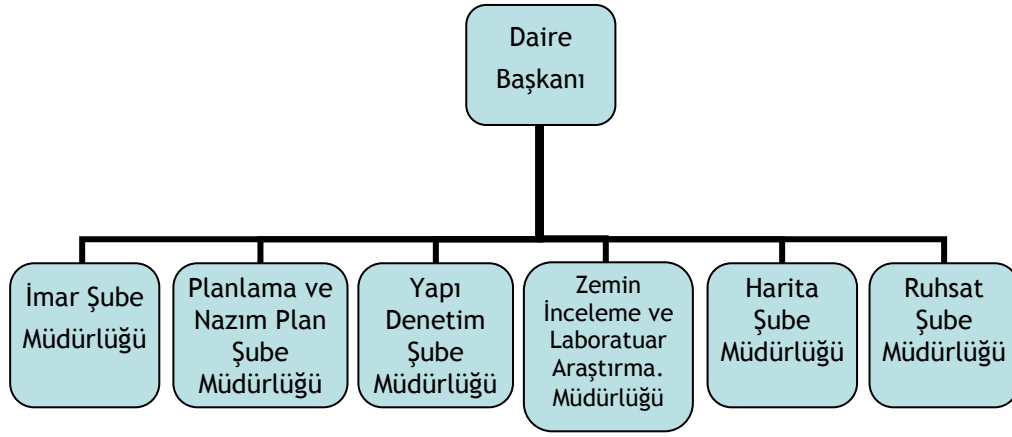 Daire
Başkanı
İmar Şube
Müdürlüğü
Planlama ve
Nazım Plan
Şube
Müdürlüğü
Yapı
Denetim
Şube
Müdürlüğü
Zemin
İnceleme ve
Laboratuar
Araştırma.
Müdürlüğü
Harita
Şube
Müdürlüğü
Ruhsat
Şube
Müdürlüğü